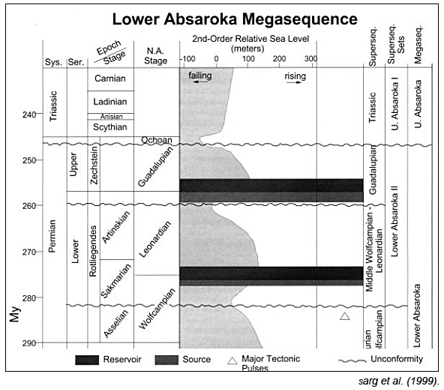 Lower Absaroka Megasequence
Sys.
Ser.
Epoch
Stage
N.A.
Stage
2nd-Order Relative Sea Level
(meters)
-100 0 100 200 300
falling
rising
Superseq.
Superseq.
Sets
Megaseq.
My
240
250
260
270
280
290
Triassic
Permian
Upper
Lower
Zechstein
Rotliegendes
Carnian
Ladinian
Anisian
Scythian
Artinskian
Sakmarian
Asselian
Ochoan
Guadalupian
Leonardian
Wolfcampian
Triassic
Guadalupian
Middle Wolfcampian -
Leonardian
urian
lfcampian
U. Absaroka I
Lower Absaroka II
U. Absaroka
Lower Absaroka
Reservoir
Source
Major Tectonic
Pulses
Unconformity
sarg et al. (1999).